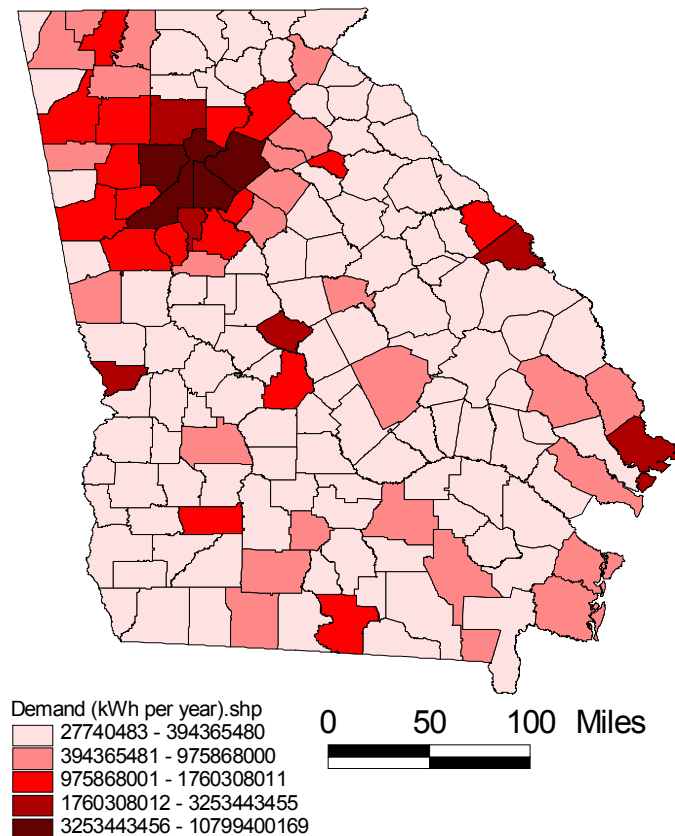 Demand (kWh per year).shp
27740483 - 394365480
394365481 - 975868000
975868001 - 1760308011
1760308012 - 3253443455
3253443456 - 10799400169
0 50 100 Miles